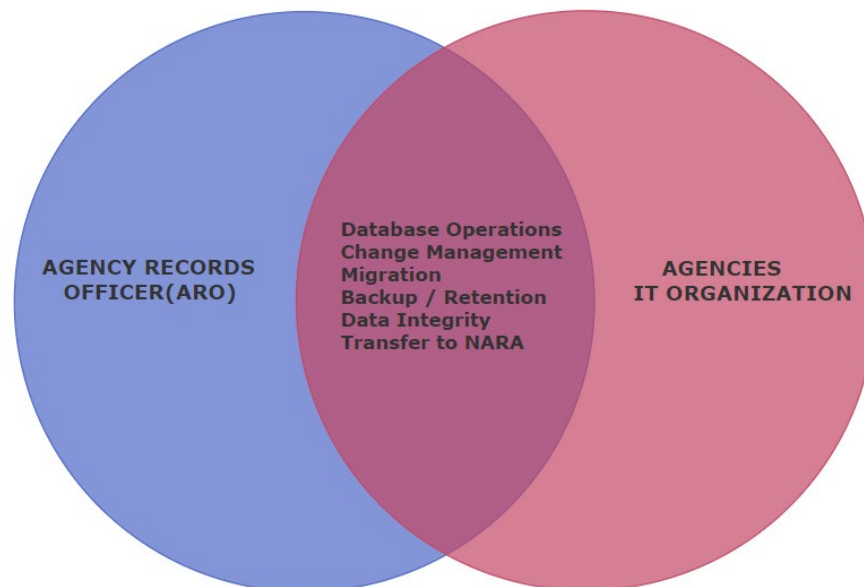 AGENCY RECORDS
OFFICER(ARO)
Database Operations
Change Management
Migration
Backup / Retention
Data Integrity
Transfer to NARA
AGENCIES
IT ORGANIZATION